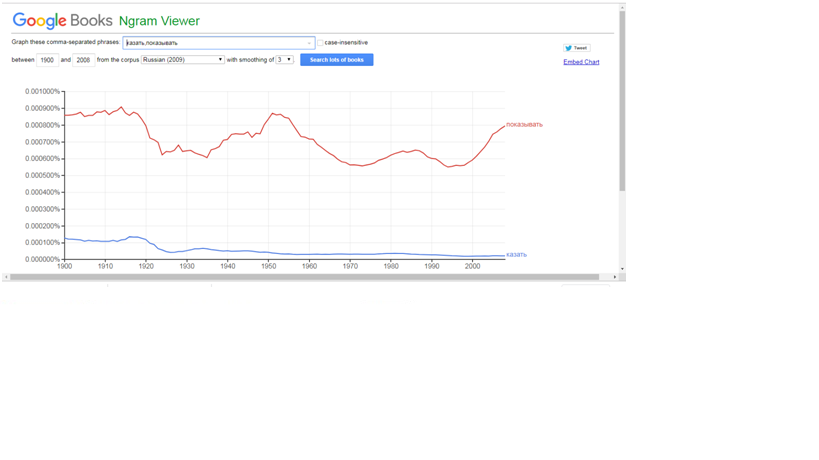 Google Books Ngram Viewer
Graph these comma-separated phrases: казать,показывать × case-insensitive
between 1900 and 2008 from the corpus Russian (2009) with smoothing of 3 . Search lots of books
Tweet
Embed Chart
0.001000%
0.000900%
0.000800%
0.000700%
0.000600%
0.000500%
0.000400%
0.000300%
0.000200%
0.000100%
0.000000%
показывать
казать
1900 1910 1920 1930 1940 1950 1960 1970 1980 1990 2000